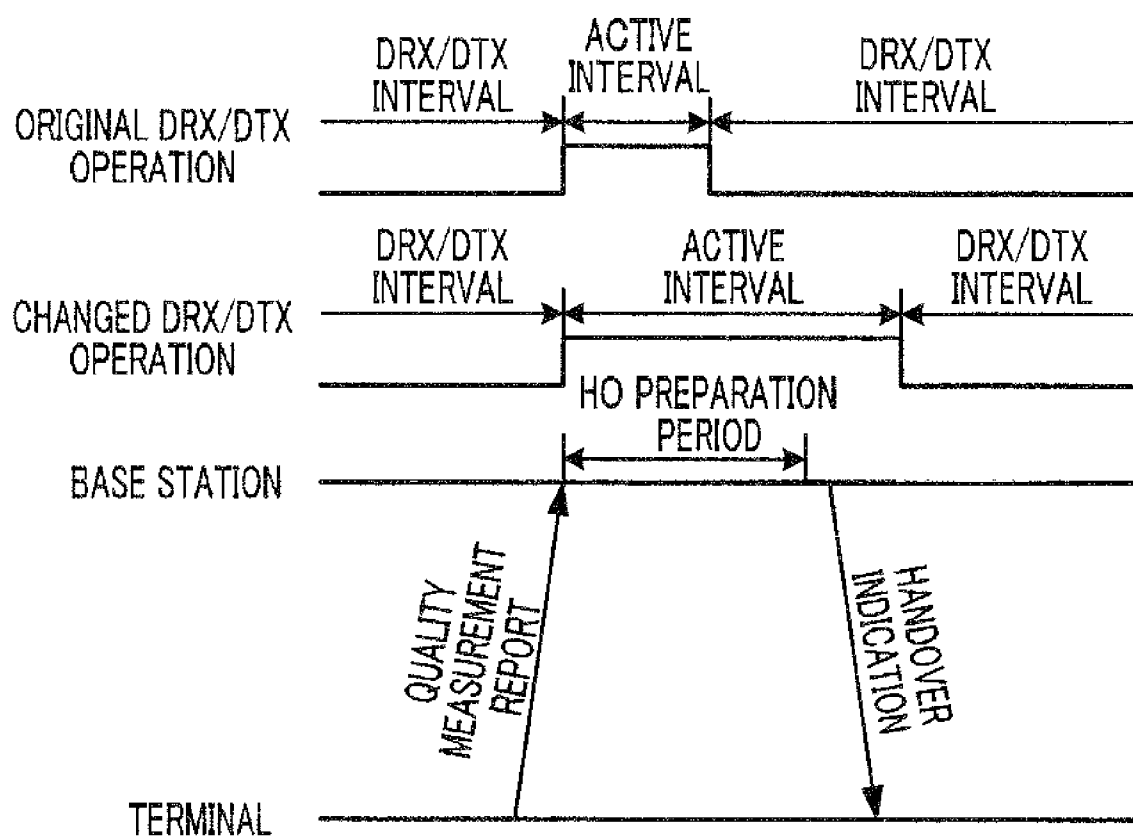 DRX/DTX
INTERVAL
ACTIVE
INTERVAL
DRX/DTX
INTERVAL
ORIGINAL DRX/DTX
OPERATION
DRX/DTX
INTERVAL
ACTIVE
INTERVAL
DRX/DTX
INTERVAL
CHANGED DRX/DTX
OPERATION
HO PREPARATION
PERIOD
BASE STATION
QUALITY
MEASUREMENT
REPORT
HANDOVER
INDICATION
TERMINAL